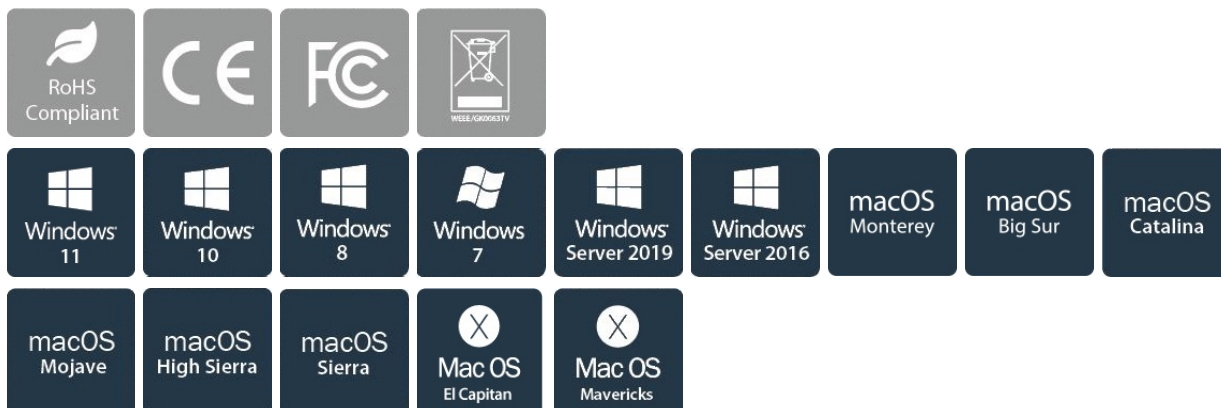 RoHS
Compliant
CE
FC
WEEE/GK0063TV
Windows
11
Windows
10
Windows
8
Windows
7
Windows
Server 2019
Windows
Server 2016
macOS
Monterey
macOS
Big Sur
macOS
Catalina
macOS
Mojave
macOS
High Sierra
macOS
Sierra
X
Mac OS
El Capitan
X
Mac OS
Mavericks